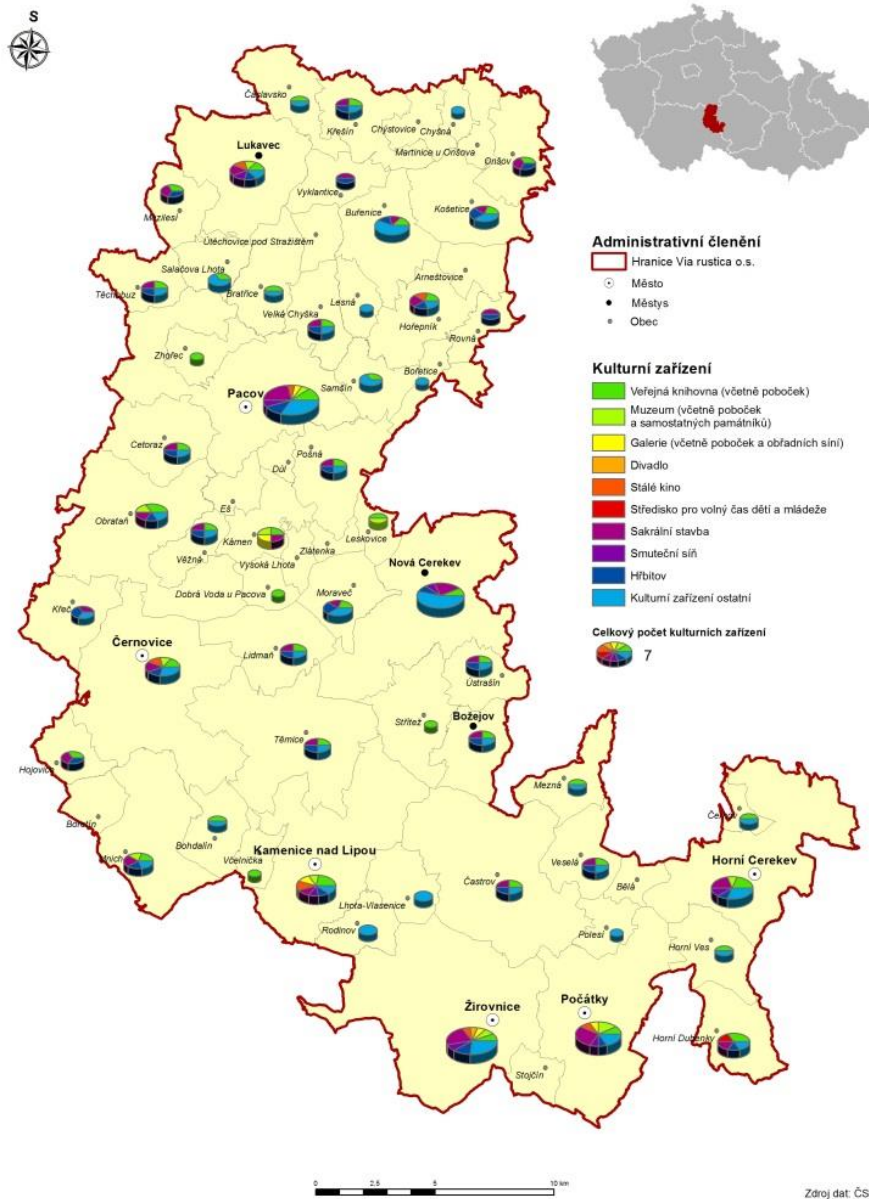 S
Čáslavsko
Křešín
Chýstovice
Chyšná
Lukavec
Martinice u Onšova
Onšov
Vyklantice
Mezilesí
Buřenice
Košetice
Útěchovice pod Stražištěm
Salačova Lhota
Arneštovice
Těchobuz
Bratřice
Lesná
Velká Chyška
Hořepník
Rovná
Zhořec
Bořetice
Pacov
Samšín
Cetoraz
Pošná
Důl
Eš
Obrataň
Kámen
Leskovice
Zlátenka
Věžná
Vysoká Lhota
Nová Cerekev
Dobrá Voda u Pacova
Moraveč
Křeč
Černovice
Lidmaň
Ústrašín
Střítež
Božejov
Těmice
Hojovice
Mezná
Bohdalín
Mnich
Včelnička
Kamenice nad Lipou
Častrov
Veselá
Bělá
Horní Cerekev
Lhota-Vlasenice
Rodinov
Polesí
Horní Ves
Žirovnice
Počátky
Horní Dubenky
Stojčín
Administrativní členění
Hranice Via rustica o.s.
Město
Městys
Obec
Kulturní zařízení
Veřejná knihovna (včetně poboček)
Muzeum (včetně poboček
a samostatných památníků)
Galerie (včetně poboček a obřadních síní)
Divadlo
Stálé kino
Středisko pro volný čas dětí a mládeže
Sakrální stavba
Smuteční síň
Hřbitov
Kulturní zařízení ostatní
Celkový počet kulturních zařízení
7
0 2,5 5 10 km
Zdroj dat: ČS